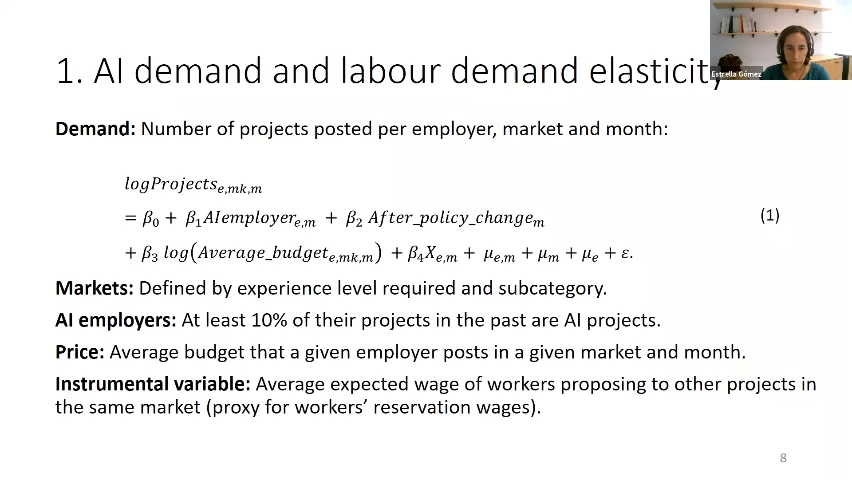 1. AI demand and labour demand elasticity
Estrella Gómez
Demand: Number of projects posted per employer, market and month:
logProjects_{e,mk,m}
= β_0 + β_1 AIemployer_{e,m} + β_2 After_policy_change_m
(1)
+ β_3 log(Average_budget_{e,mk,m}) + β_4 X_{e,m} + μ_{e,m} + μ_m + μ_e + ε.
Markets: Defined by experience level required and subcategory.
AI employers: At least 10% of their projects in the past are AI projects.
Price: Average budget that a given employer posts in a given market and month.
Instrumental variable: Average expected wage of workers proposing to other projects in
the same market (proxy for workers’ reservation wages).
8